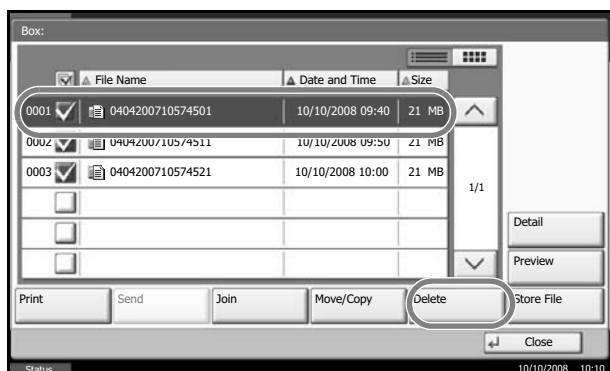 Box:
File Name Date and Time Size
0001 0404200710574501 10/10/2008 09:40 21 MB
0002 0404200710574511 10/10/2008 09:50 21 MB
0003 0404200710574521 10/10/2008 10:00 21 MB
1/1
Detail
Preview
Print Send Join Move/Copy Delete Store File
Close
Status 10/10/2008 10:10